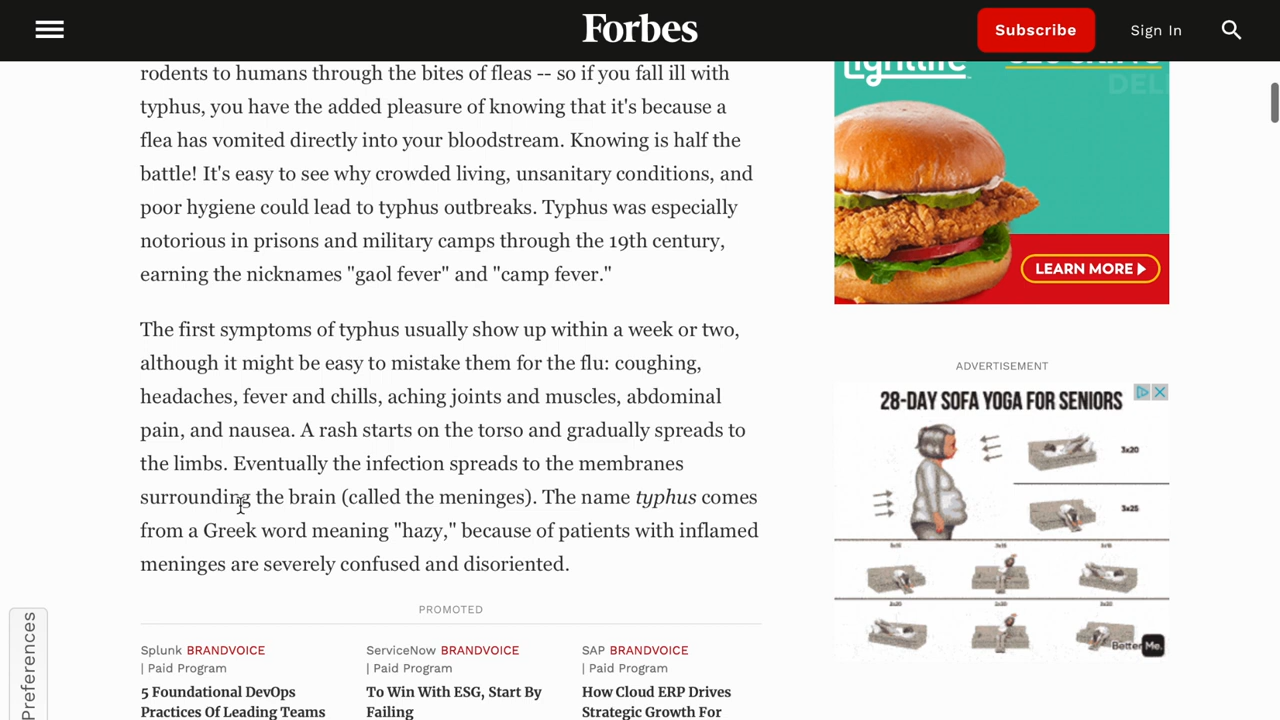 Forbes
Subscribe
Sign In
rodents to humans through the bites of fleas -- so if you fall ill with
typhus, you have the added pleasure of knowing that it's because a
flea has vomited directly into your bloodstream. Knowing is half the
battle! It's easy to see why crowded living, unsanitary conditions, and
poor hygiene could lead to typhus outbreaks. Typhus was especially
notorious in prisons and military camps through the 19th century,
earning the nicknames "gaol fever" and "camp fever."
The first symptoms of typhus usually show up within a week or two,
although it might be easy to mistake them for the flu: coughing,
headaches, fever and chills, aching joints and muscles, abdominal
pain, and nausea. A rash starts on the torso and gradually spreads to
the limbs. Eventually the infection spreads to the membranes
surrounding the brain (called the meninges). The name typhus comes
from a Greek word meaning "hazy," because of patients with inflamed
meninges are severely confused and disoriented.
PROMOTED
Splunk BRANDVOICE
| Paid Program
5 Foundational DevOps
Practices Of Leading Teams
ServiceNow BRANDVOICE
| Paid Program
To Win With ESG, Start By
Failing
SAP BRANDVOICE
| Paid Program
How Cloud ERP Drives
Strategic Growth For
Preferences
lightlife
DELI
LEARN MORE
ADVERTISEMENT
28-DAY SOFA YOGA FOR SENIORS
3x20
3x25
BetterMe.